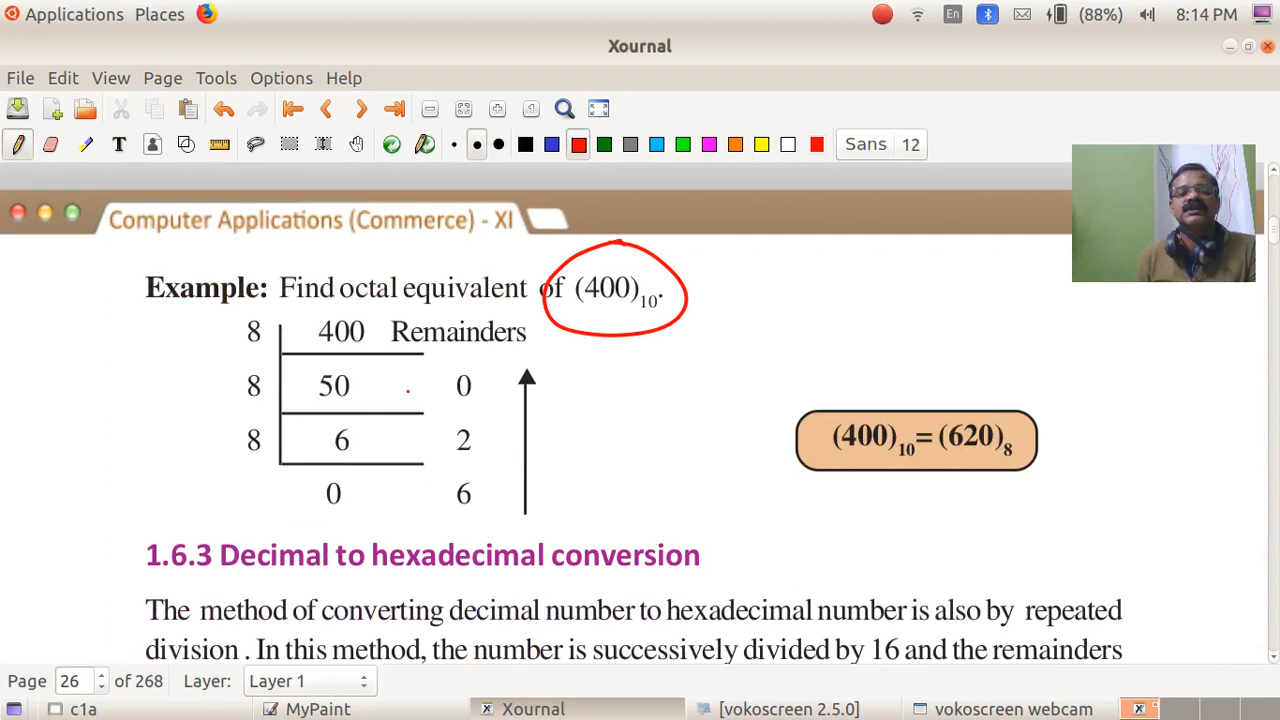 Applications Places En (88%) 8:14 PM
Xournal
File Edit View Page Tools Options Help
T Sans 12
Computer Applications (Commerce) - XI
Example: Find octal equivalent of (400)10.
8 400 Remainders
8 50 0
8 6 2
0 6
(400)10= (620)8
1.6.3 Decimal to hexadecimal conversion
The method of converting decimal number to hexadecimal number is also by repeated
division . In this method, the number is successively divided by 16 and the remainders
Page 26 of 268 Layer: Layer 1
c1a MyPaint Xournal [vokoscreen 2.5.0] vokoscreen webcam